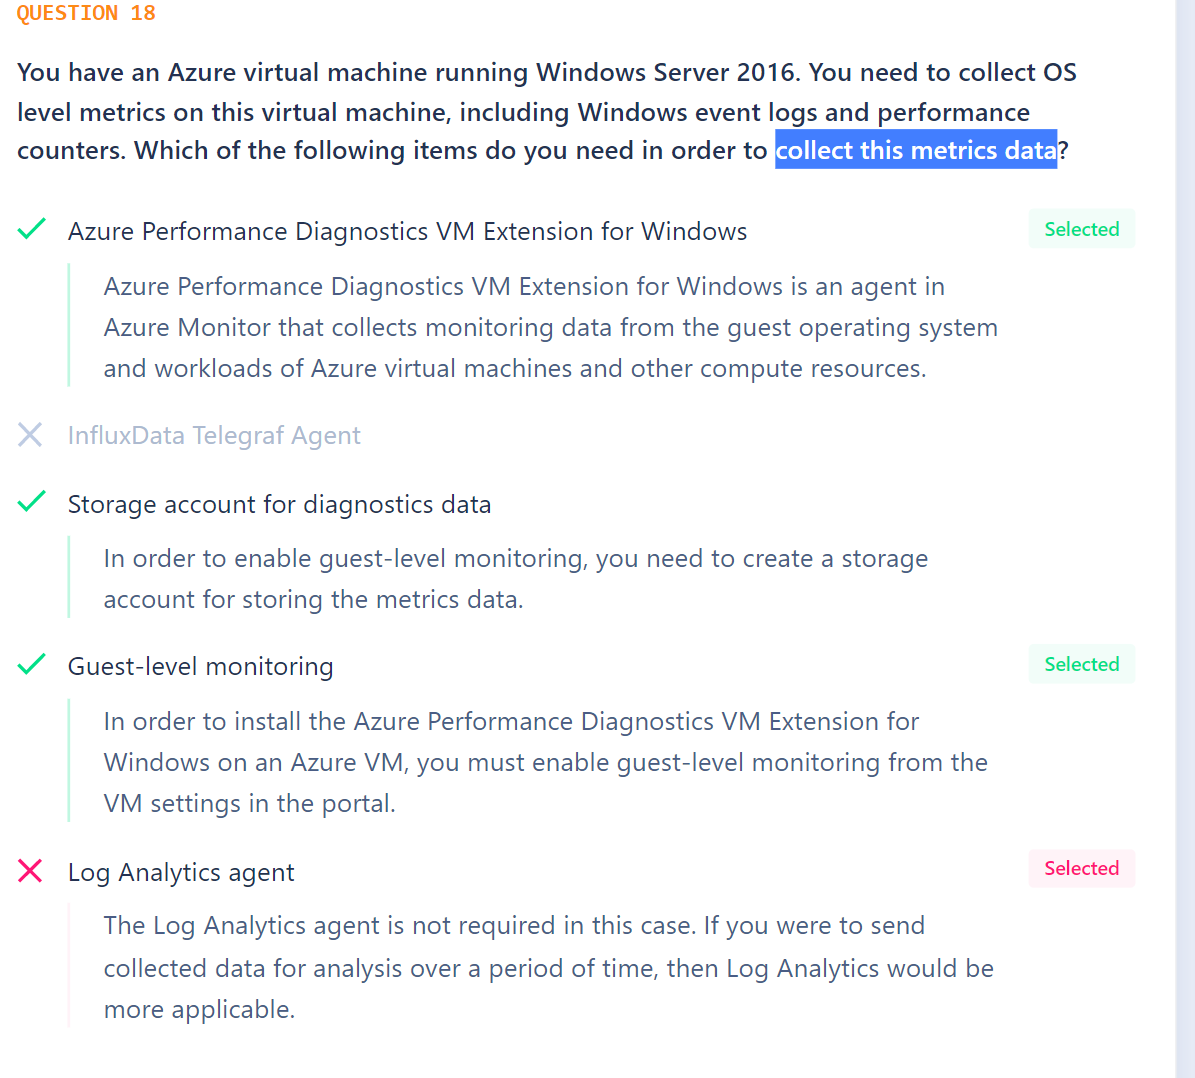 QUESTION 18
You have an Azure virtual machine running Windows Server 2016. You need to collect OS
level metrics on this virtual machine, including Windows event logs and performance
counters. Which of the following items do you need in order to collect this metrics data?
Azure Performance Diagnostics VM Extension for Windows
Selected
Azure Performance Diagnostics VM Extension for Windows is an agent in
Azure Monitor that collects monitoring data from the guest operating system
and workloads of Azure virtual machines and other compute resources.
InfluxData Telegraf Agent
Storage account for diagnostics data
In order to enable guest-level monitoring, you need to create a storage
account for storing the metrics data.
Guest-level monitoring
Selected
In order to install the Azure Performance Diagnostics VM Extension for
Windows on an Azure VM, you must enable guest-level monitoring from the
VM settings in the portal.
Log Analytics agent
Selected
The Log Analytics agent is not required in this case. If you were to send
collected data for analysis over a period of time, then Log Analytics would be
more applicable.